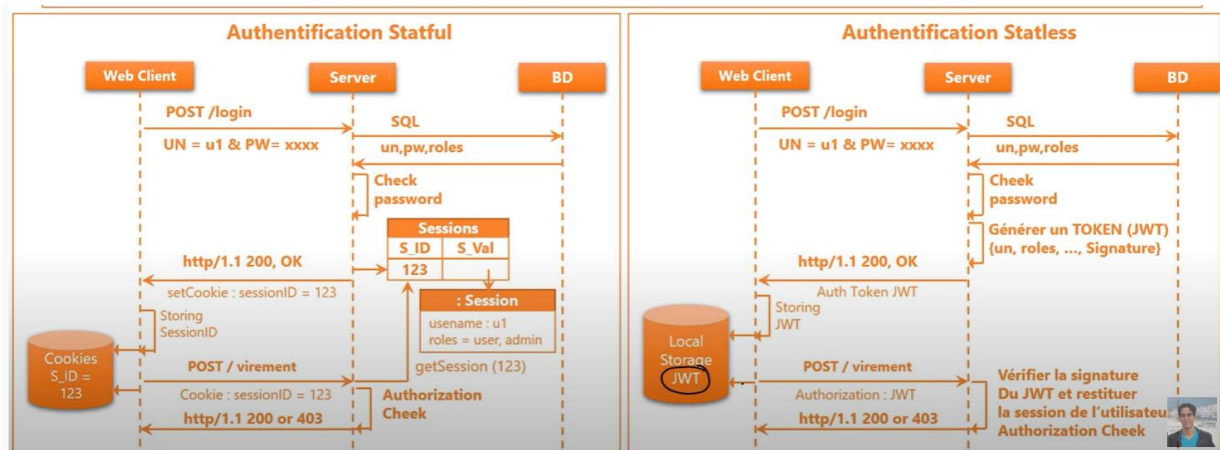 Authentification Statful
Web Client
Server
BD
POST /login
UN = u1 & PW= xxxx
SQL
un,pw,roles
Check
password
Sessions
S_ID
S_Val
123
http/1.1 200, OK
setCookie : sessionID = 123
: Session
usename : u1
roles = user, admin
Storing
SessionID
Cookies
S_ID =
123
getSession (123)
POST / virement
Cookie : sessionID = 123
Authorization
Cheek
http/1.1 200 or 403
Authentification Statless
Web Client
Server
BD
POST /login
UN = u1 & PW= xxxx
SQL
un,pw,roles
Cheek
password
Générer un TOKEN (JWT)
{un, roles, ..., Signature}
http/1.1 200, OK
Auth Token JWT
Storing
JWT
Local
Storage
JWT
POST / virement
Authorization : JWT
Vérifier la signature
Du JWT et restituer
la session de l'utilisateu
Authorization Cheek
http/1.1 200 or 403